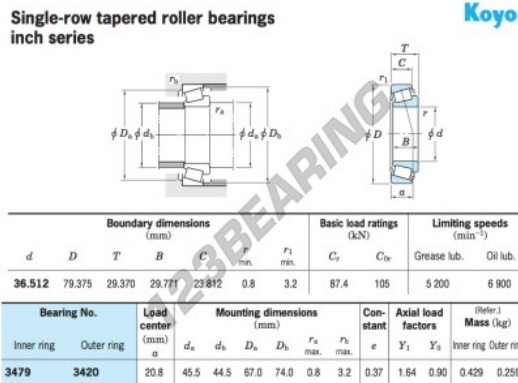 Single-row tapered roller bearings
inch series
Koyo
T
C
r1
r
φD
φd
B
a
rb
ra
φDa φdb
φda φDb
123BEARING
Boundary dimensions
(mm)
Basic load ratings
(kN)
Limiting speeds
(min⁻¹)
d D T B C r min. r1 min. Cr C0r Grease lub. Oil lub.
36.512 79.375 29.370 29.771 23.812 0.8 3.2 87.4 105 5 200 6 900
Bearing No.
Load center (mm) a
Mounting dimensions
(mm)
Constant e
Axial load factors
(Refer.)
Mass (kg)
Inner ring Outer ring da db Da Db ra max. rb max. Y1 Y0 Inner ring Outer rin
3479 3420 20.8 45.5 44.5 67.0 74.0 0.8 3.2 0.37 1.64 0.90 0.429 0.259